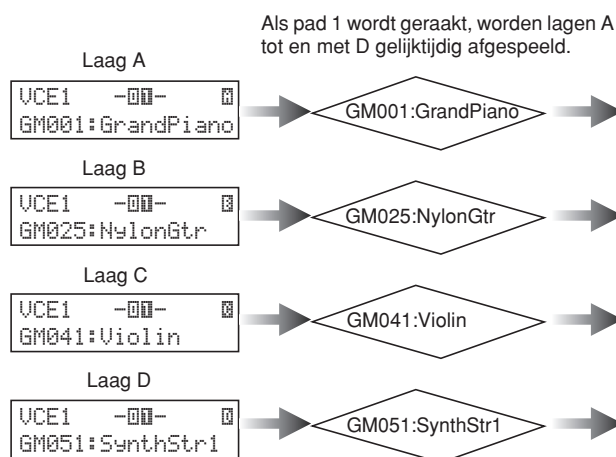 Als pad 1 wordt geraakt, worden lagen A
tot en met D gelijktijdig afgespeeld.
Laag A
VCE1 -01- A
GM001:GrandPiano
GM001:GrandPiano
Laag B
VCE1 -01- B
GM025:NylonGtr
GM025:NylonGtr
Laag C
VCE1 -01- C
GM041:Violin
GM041:Violin
Laag D
VCE1 -01- D
GM051:SynthStr1
GM051:SynthStr1